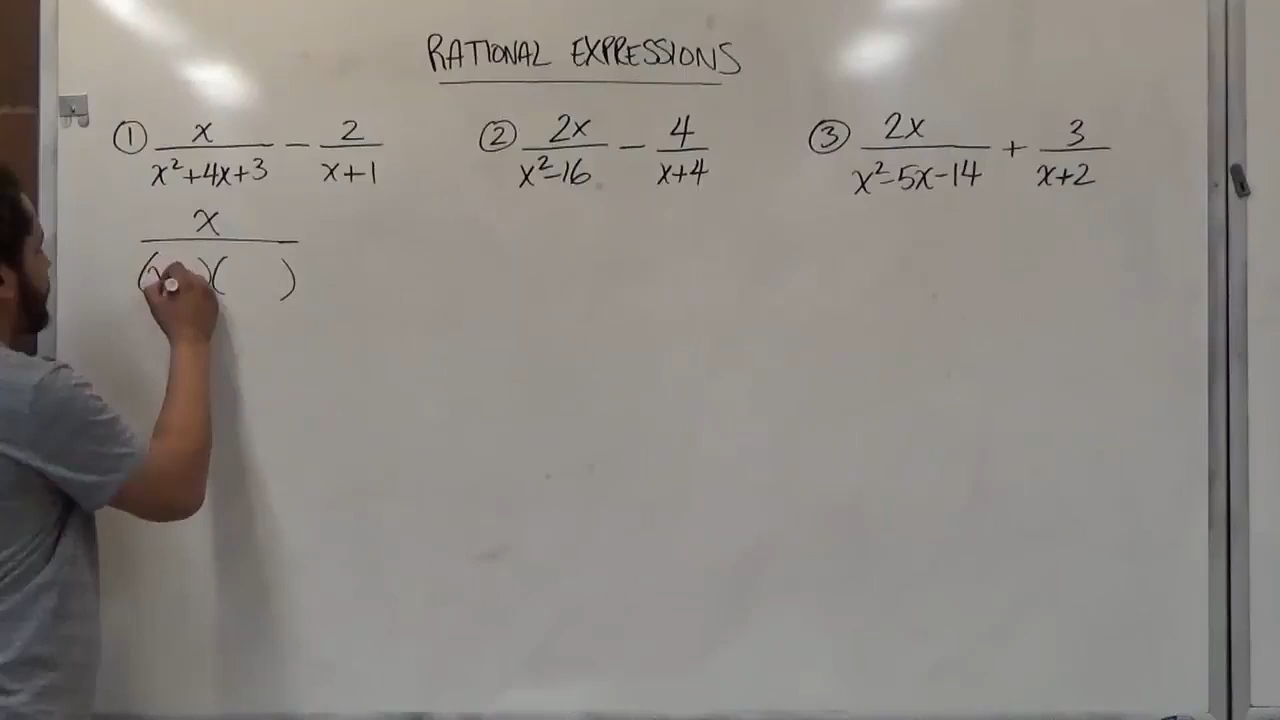 RATIONAL EXPRESSIONS
① x/(x²+4x+3) − 2/(x+1)
② 2x/(x²−16) − 4/(x+4)
③ 2x/(x²−5x−14) + 3/(x+2)
x
( )( )